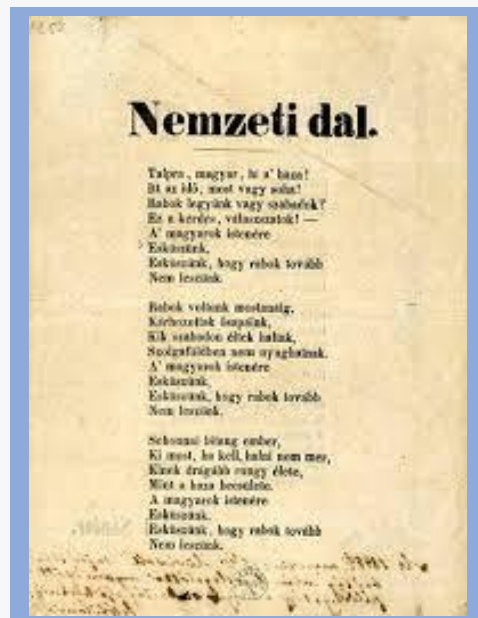 Nemzeti dal.
Talpra, magyar, hi a' haza!
Itt az idő, most vagy soha!
Rabok legyünk vagy szabadok?
Ez a kérdés, válaszszatok! —
A' magyarok istenére
Esküszünk,
Esküszünk, hogy rabok tovább
Nem leszünk.
Rabok voltunk mostanáig,
Kárhozottak ősapáink,
Kik szabadon éltek haltak,
Szolgaföldben nem nyughatnak.
A' magyarok istenére
Esküszünk,
Esküszünk, hogy rabok tovább
Nem leszünk.
Sehonnai bitang ember,
Ki most, ha kell, halni nem mer,
Kinek drágább rongy élete,
Mint a haza becsülete.
A magyarok istenére
Esküszünk,
Esküszünk, hogy rabok tovább
Nem leszünk.